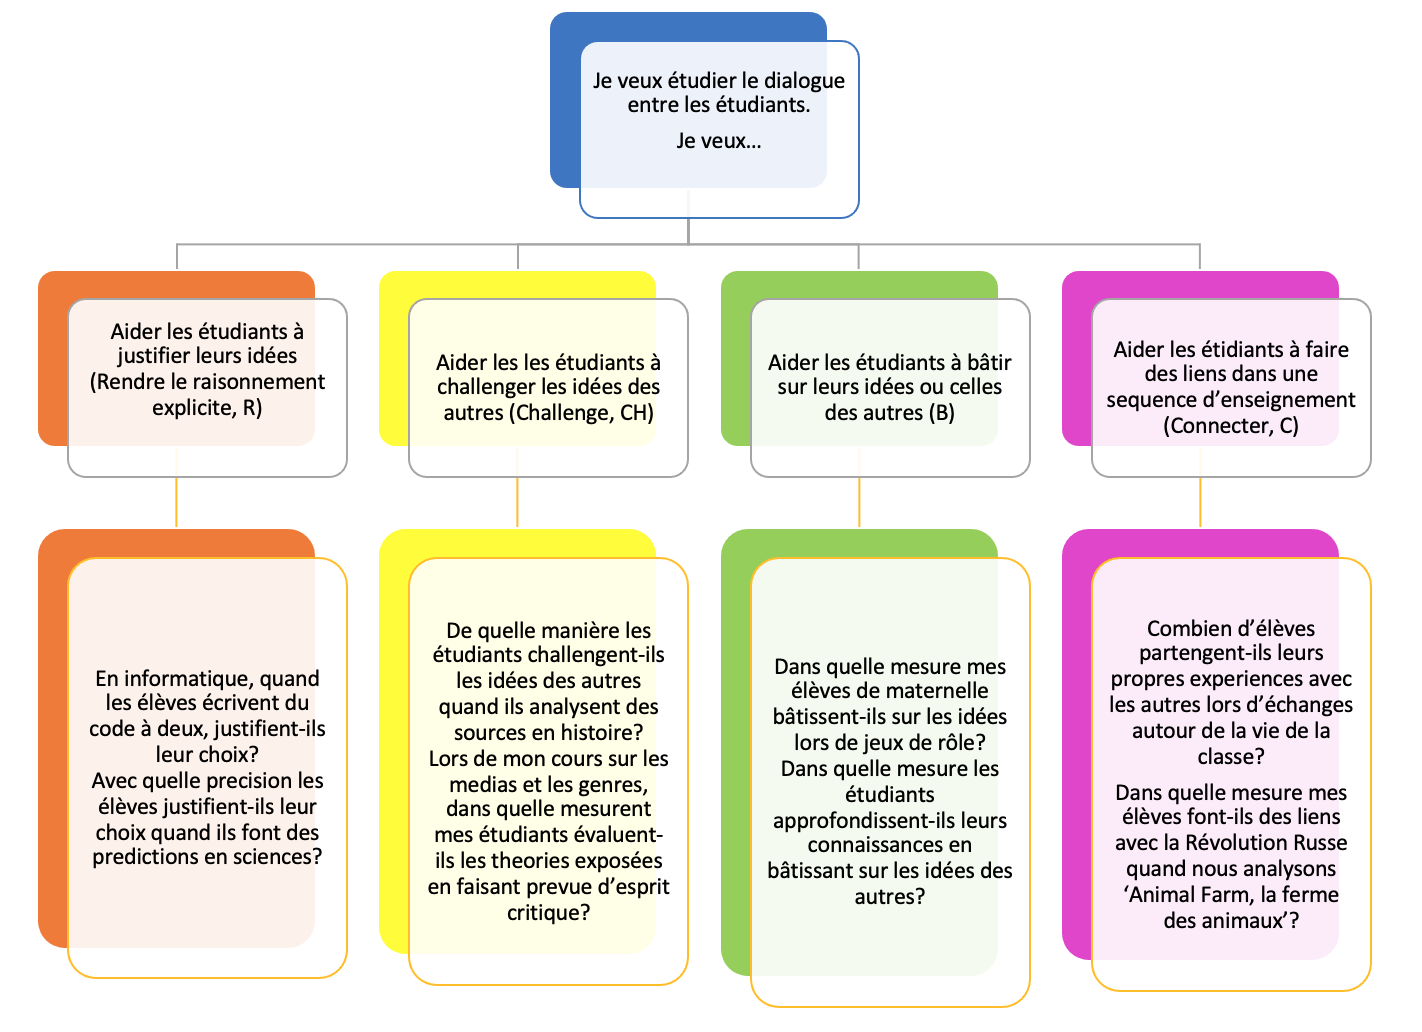 Je veux étudier le dialogue
entre les étudiants.
Je veux...
Aider les étudiants à
justifier leurs idées
(Rendre le raisonnement
explicite, R)
Aider les les étudiants à
challenger les idées des
autres (Challenge, CH)
Aider les étudiants à bâtir
sur leurs idées ou celles
des autres (B)
Aider les étidiants à faire
des liens dans une
sequence d’enseignement
(Connecter, C)
En informatique, quand
les élèves écrivent du
code à deux, justifient-ils
leur choix?
Avec quelle precision les
élèves justifient-ils leur
choix quand ils font des
predictions en sciences?
De quelle manière les
étudiants challengent-ils
les idées des autres
quand ils analysent des
sources en histoire?
Lors de mon cours sur les
medias et les genres,
dans quelle mesurent
mes étudiants évaluent-
ils les theories exposées
en faisant prevue d’esprit
critique?
Dans quelle mesure mes
élèves de maternelle
bâtissent-ils sur les idées
lors de jeux de rôle?
Dans quelle mesure les
étudiants
approfondissent-ils leurs
connaissances en
bâtissant sur les idées des
autres?
Combien d’élèves
partengent-ils leurs
propres experiences avec
les autres lors d’échanges
autour de la vie de la
classe?
Dans quelle mesure mes
élèves font-ils des liens
avec la Révolution Russe
quand nous analysons
‘Animal Farm, la ferme
des animaux’?